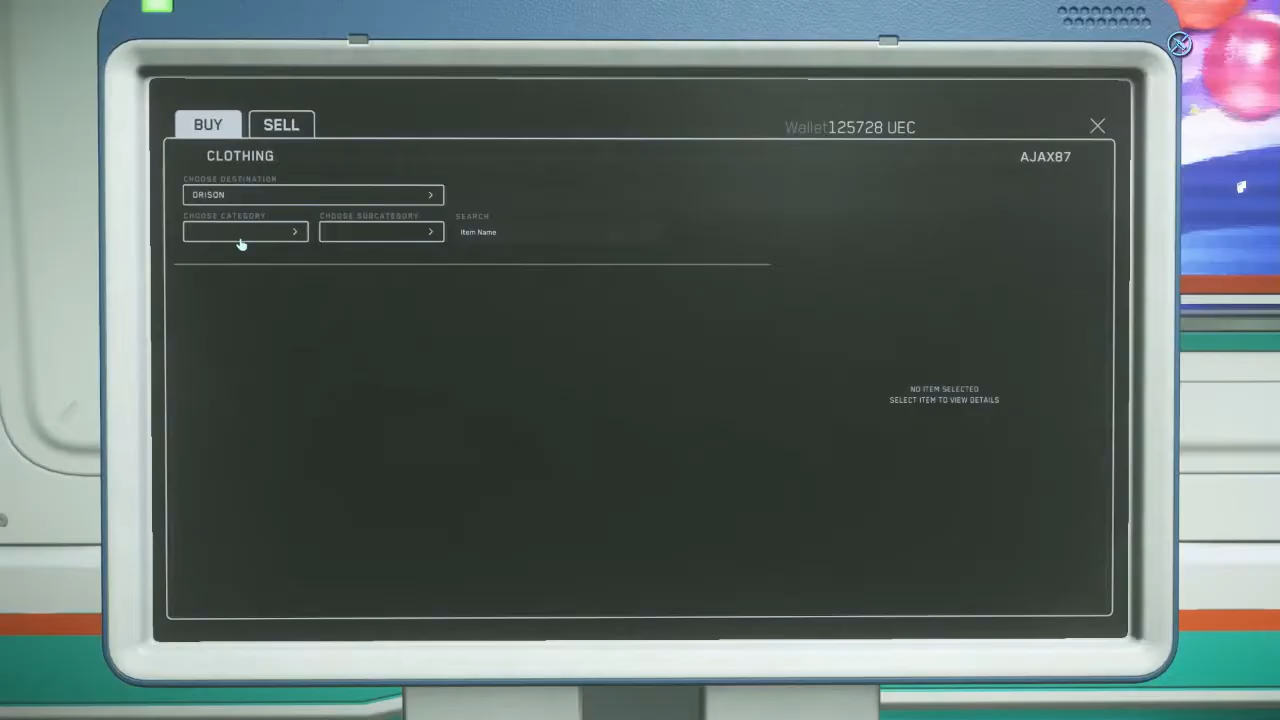 BUY
SELL
Wallet125728 UEC
CLOTHING
AJAX87
CHOOSE DESTINATION
ORISON
CHOOSE CATEGORY
CHOOSE SUBCATEGORY
SEARCH
Item Name
NO ITEM SELECTED
SELECT ITEM TO VIEW DETAILS